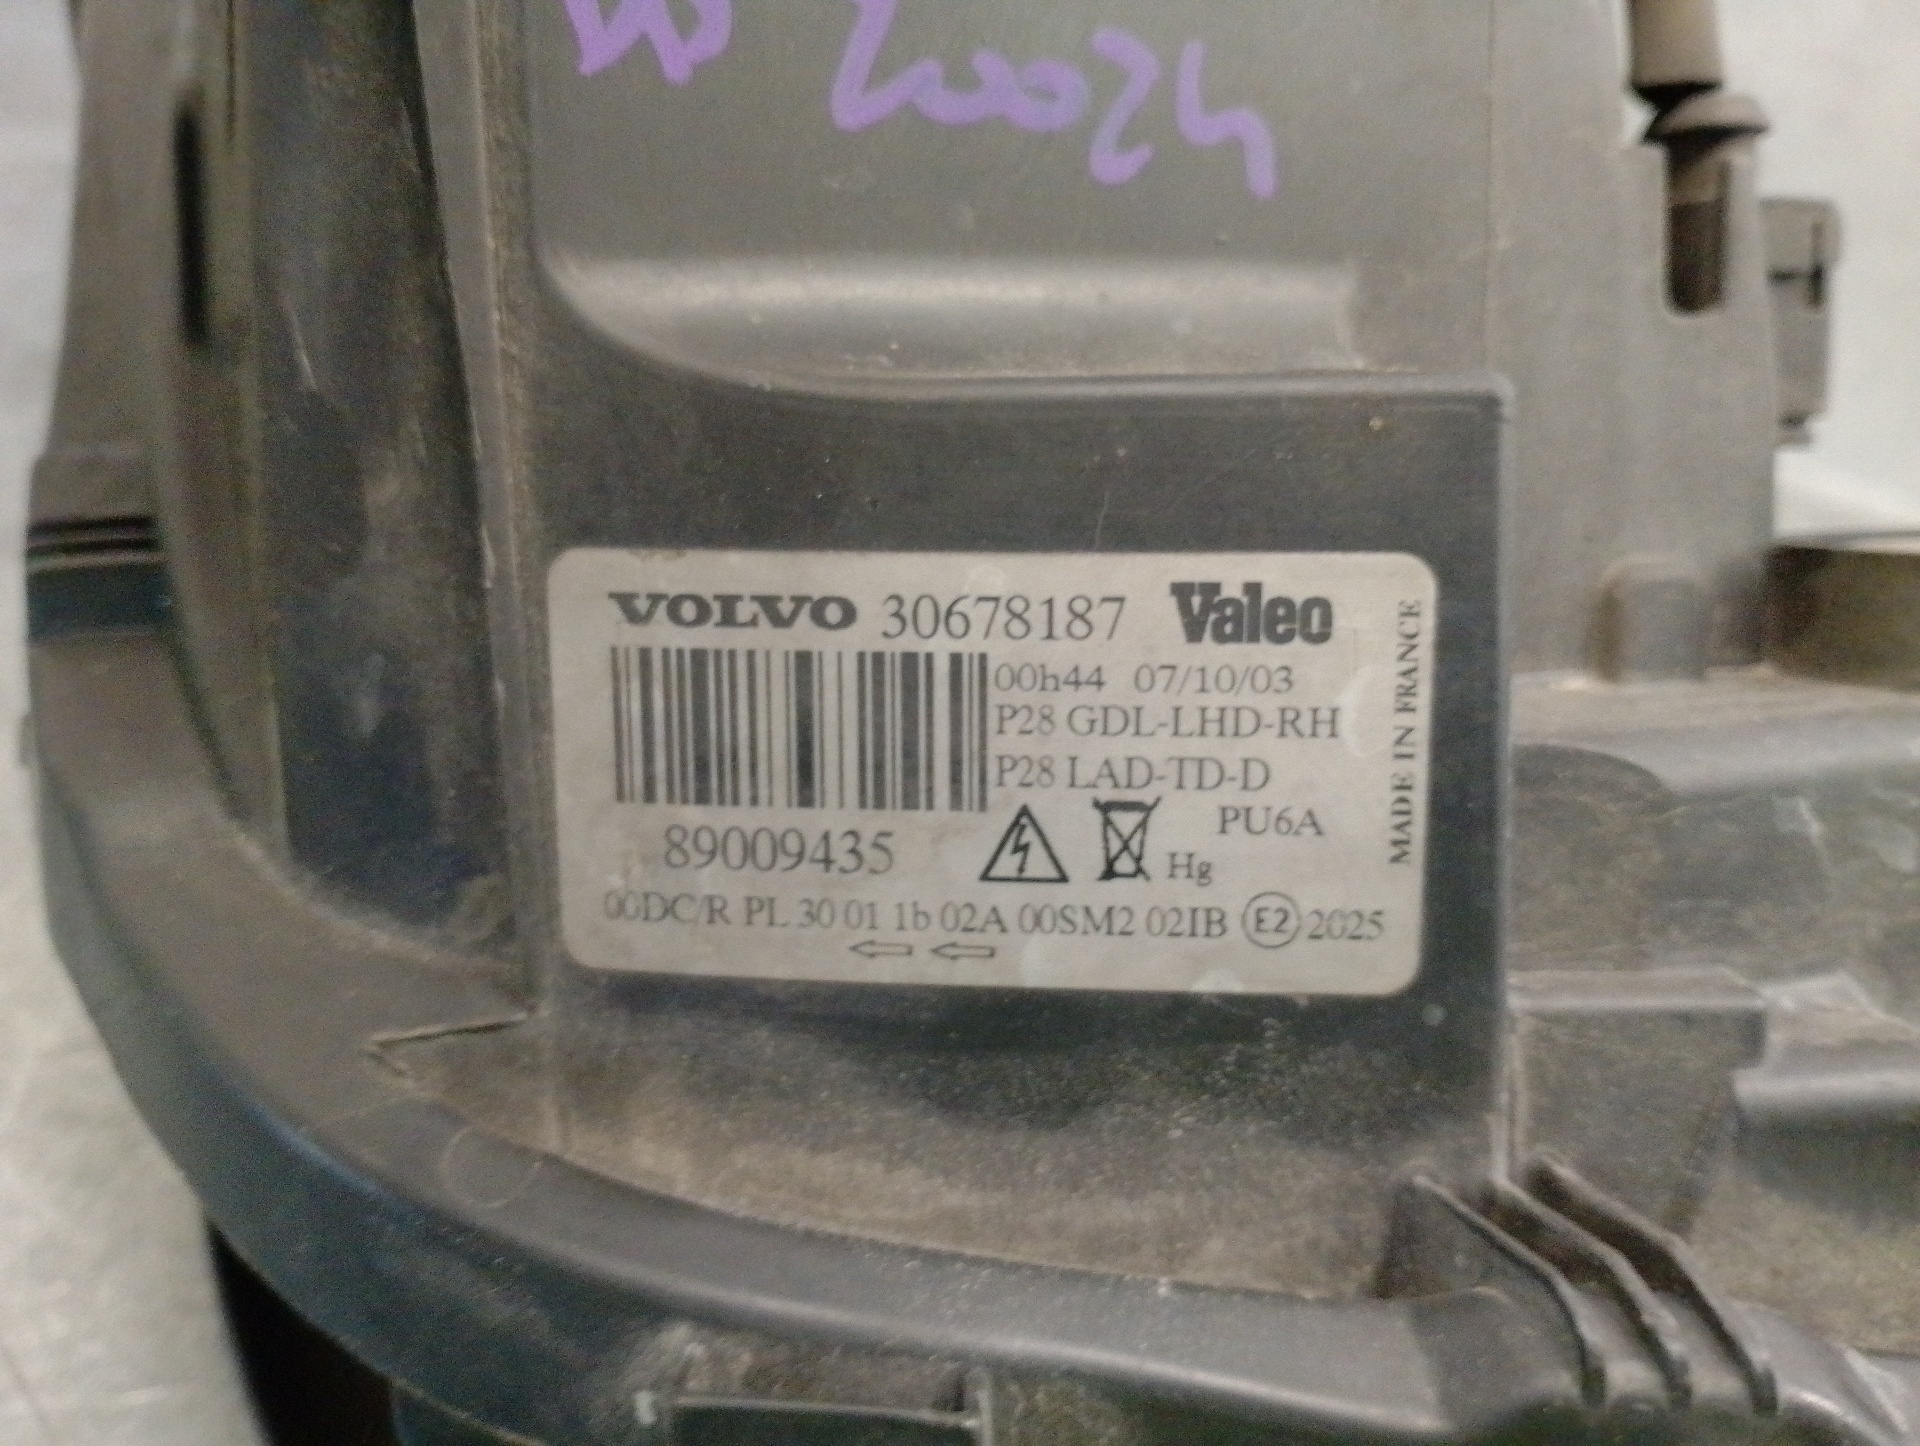 20024
VOLVO 30678187 Valeo
00h44 07/10/03
P28 GDL-LHD-RH
P28 LAD-TD-D
PU6A
89009435
Hg
00DC/R PL 30 01 1b 02A 00SM2 02IB E2 2025
MADE IN FRANCE